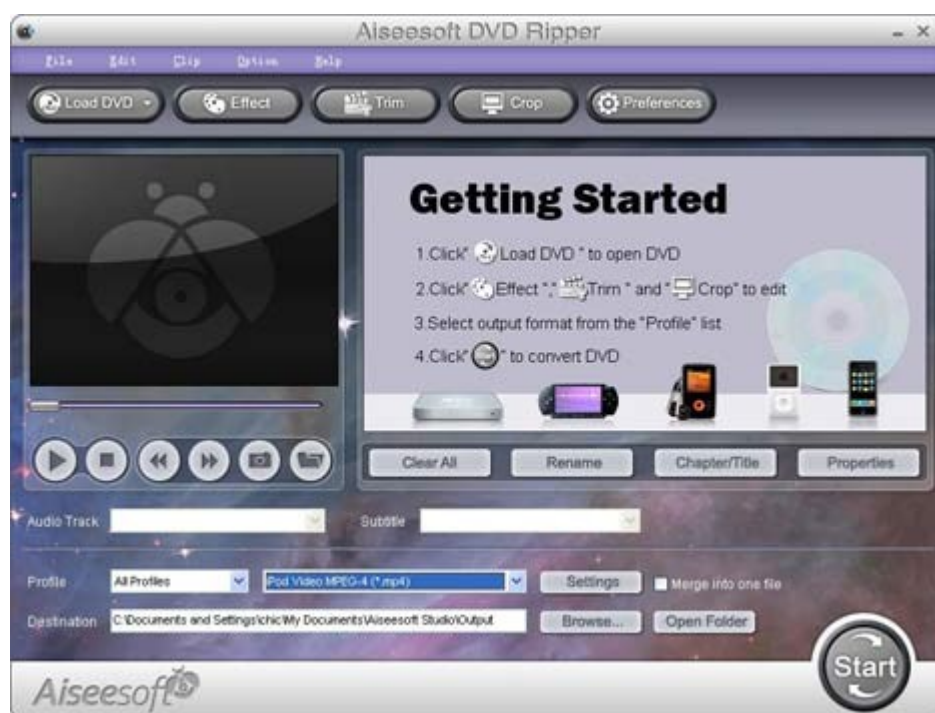 Aiseesoft DVD Ripper
File Edit Clip Option Help
Load DVD Effect Trim Crop Preferences
Getting Started
1.Click" Load DVD " to open DVD
2.Click" Effect "," Trim " and " Crop" to edit
3.Select output format from the "Profile" list
4.Click" " to convert DVD
Clear All Rename Chapter/Title Properties
Audio Track Subtitle
Profile All Profiles iPod Video MPEG-4 (*.mp4) Settings Merge into one file
Destination C:\Documents and Settings\chic\My Documents\Aiseesoft Studio\Output Browse... Open Folder
Start
Aiseesoft